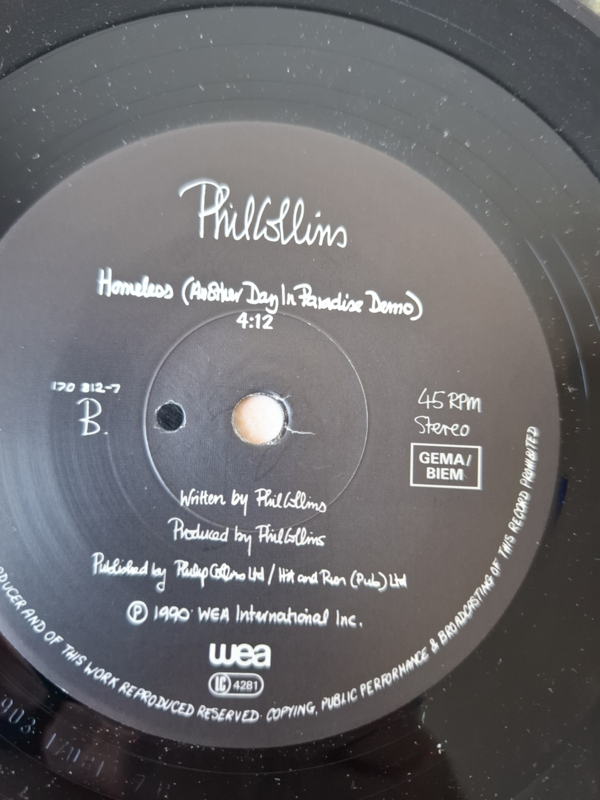 Phil Collins
Homeless (Another Day In Paradise Demo)
4:12
170 812-7
B.
45 RPM
Stereo
GEMA/
BIEM
Written by Phil Collins
Produced by Phil Collins
Published by Philip Collins Ltd / Hit and Run (Pub) Ltd
Ⓟ 1990 WEA International Inc.
wea
LC 4281
ODUCER AND OF THIS WORK REPRODUCED RESERVED. COPYING, PUBLIC PERFORMANCE & BROADCASTING OF THIS RECORD PROHIBITED